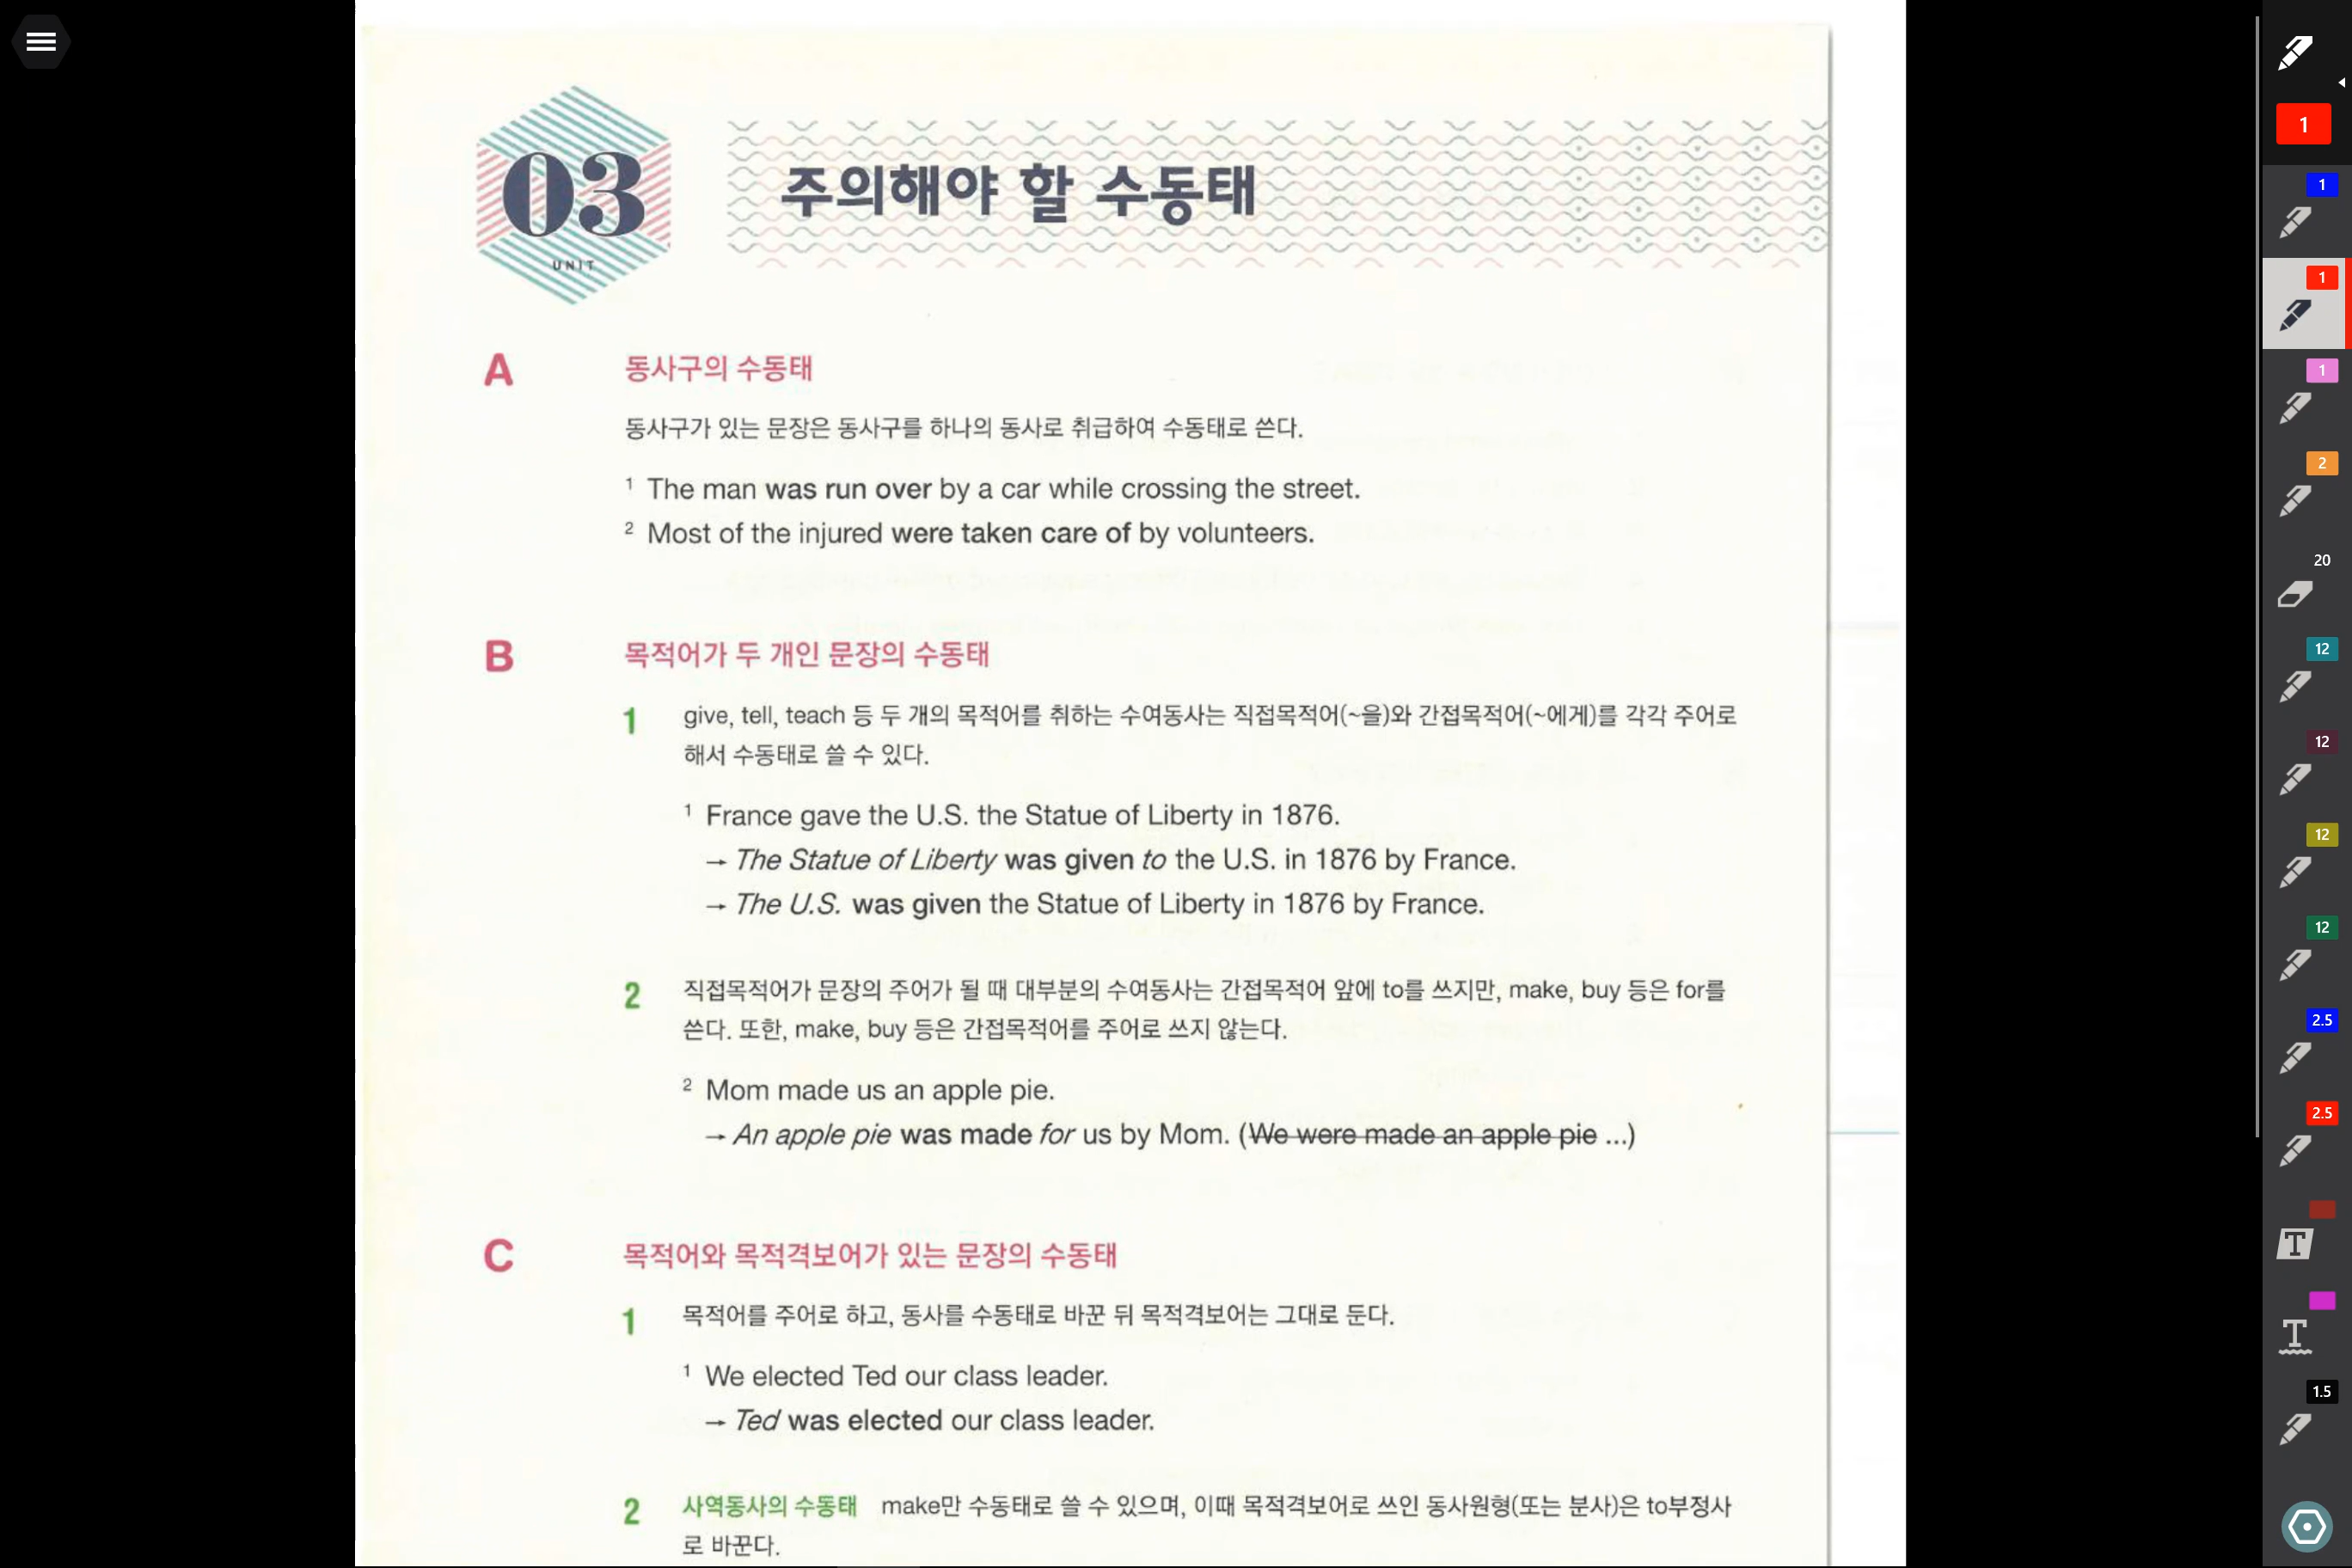 03
UNIT
주의해야 할 수동태
A 동사구의 수동태
동사구가 있는 문장은 동사구를 하나의 동사로 취급하여 수동태로 쓴다.
1 The man was run over by a car while crossing the street.
2 Most of the injured were taken care of by volunteers.
B 목적어가 두 개인 문장의 수동태
1 give, tell, teach 등 두 개의 목적어를 취하는 수여동사는 직접목적어(~을)와 간접목적어(~에게)를 각각 주어로
해서 수동태로 쓸 수 있다.
1 France gave the U.S. the Statue of Liberty in 1876.
→ The Statue of Liberty was given to the U.S. in 1876 by France.
→ The U.S. was given the Statue of Liberty in 1876 by France.
2 직접목적어가 문장의 주어가 될 때 대부분의 수여동사는 간접목적어 앞에 to를 쓰지만, make, buy 등은 for를
쓴다. 또한, make, buy 등은 간접목적어를 주어로 쓰지 않는다.
2 Mom made us an apple pie.
→ An apple pie was made for us by Mom. (We were made an apple pie ...)
C 목적어와 목적격보어가 있는 문장의 수동태
1 목적어를 주어로 하고, 동사를 수동태로 바꾼 뒤 목적격보어는 그대로 둔다.
1 We elected Ted our class leader.
→ Ted was elected our class leader.
2 사역동사의 수동태 make만 수동태로 쓸 수 있으며, 이때 목적격보어로 쓰인 동사원형(또는 분사)은 to부정사
로 바꾼다.
1
1
1
1
2
20
12
12
12
12
2.5
2.5
T
T
1.5